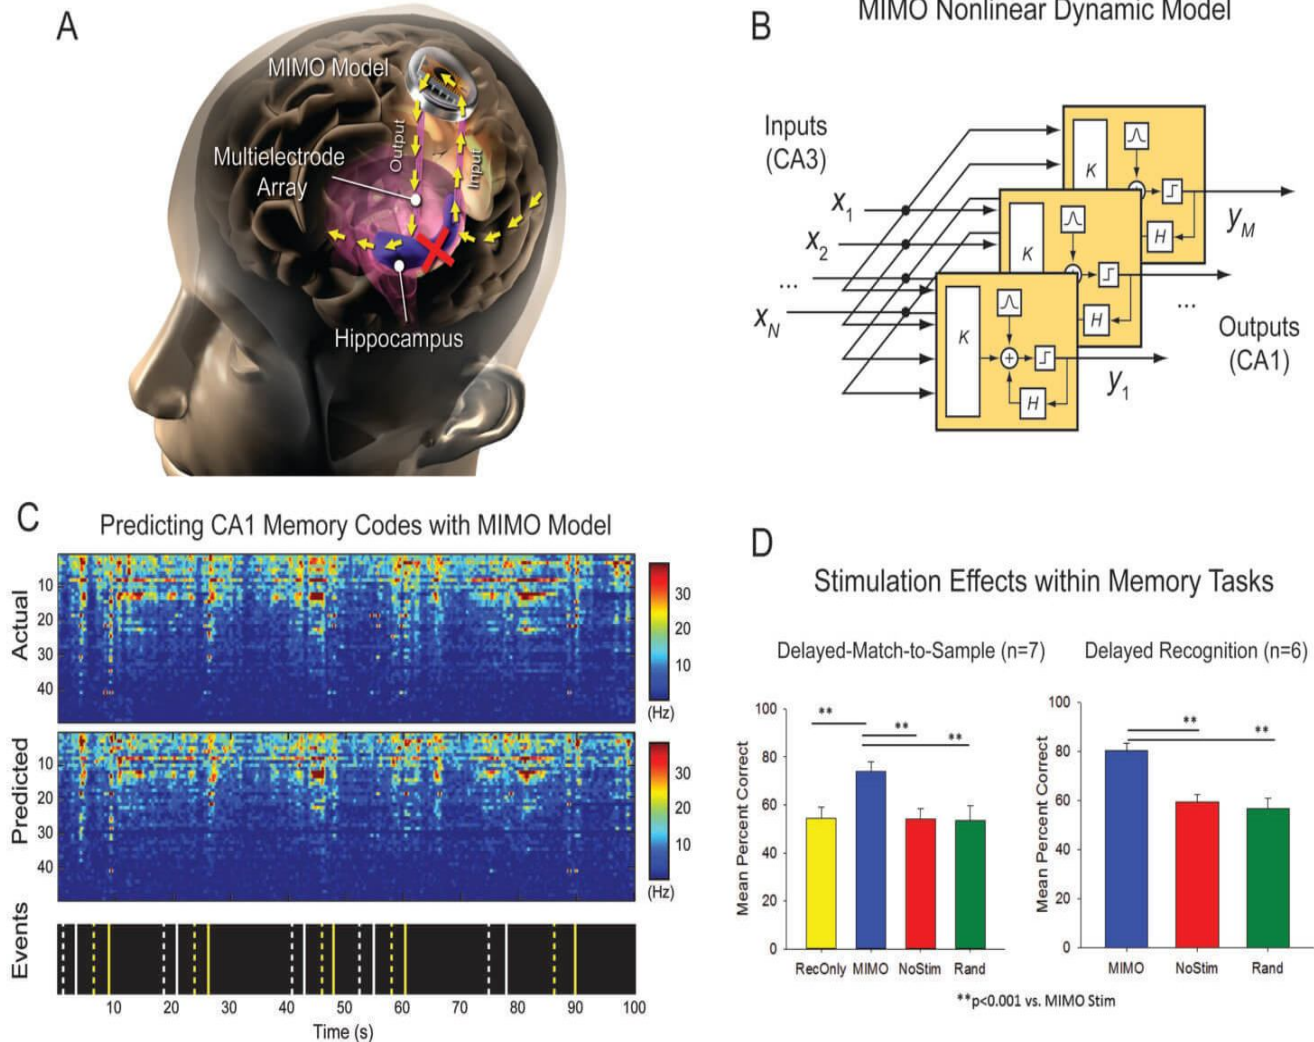 A
MIMO Model
Multielectrode
Array
Output
Input
Hippocampus
B
MIMO Nonlinear Dynamic Model
Inputs
(CA3)
x1
x2
...
xN
K
H
yM
K
H
...
K
+
H
y1
Outputs
(CA1)
C
Predicting CA1 Memory Codes with MIMO Model
Actual
10
20
30
40
30
20
10
(Hz)
Predicted
10
20
30
40
30
20
10
(Hz)
Events
10 20 30 40 50 60 70 80 90 100
Time (s)
D
Stimulation Effects within Memory Tasks
Delayed-Match-to-Sample (n=7)
Mean Percent Correct
100
80
60
40
20
0
** ** **
RecOnly MIMO NoStim Rand
Delayed Recognition (n=6)
Mean Percent Correct
100
80
60
40
20
0
** **
MIMO NoStim Rand
**p<0.001 vs. MIMO Stim